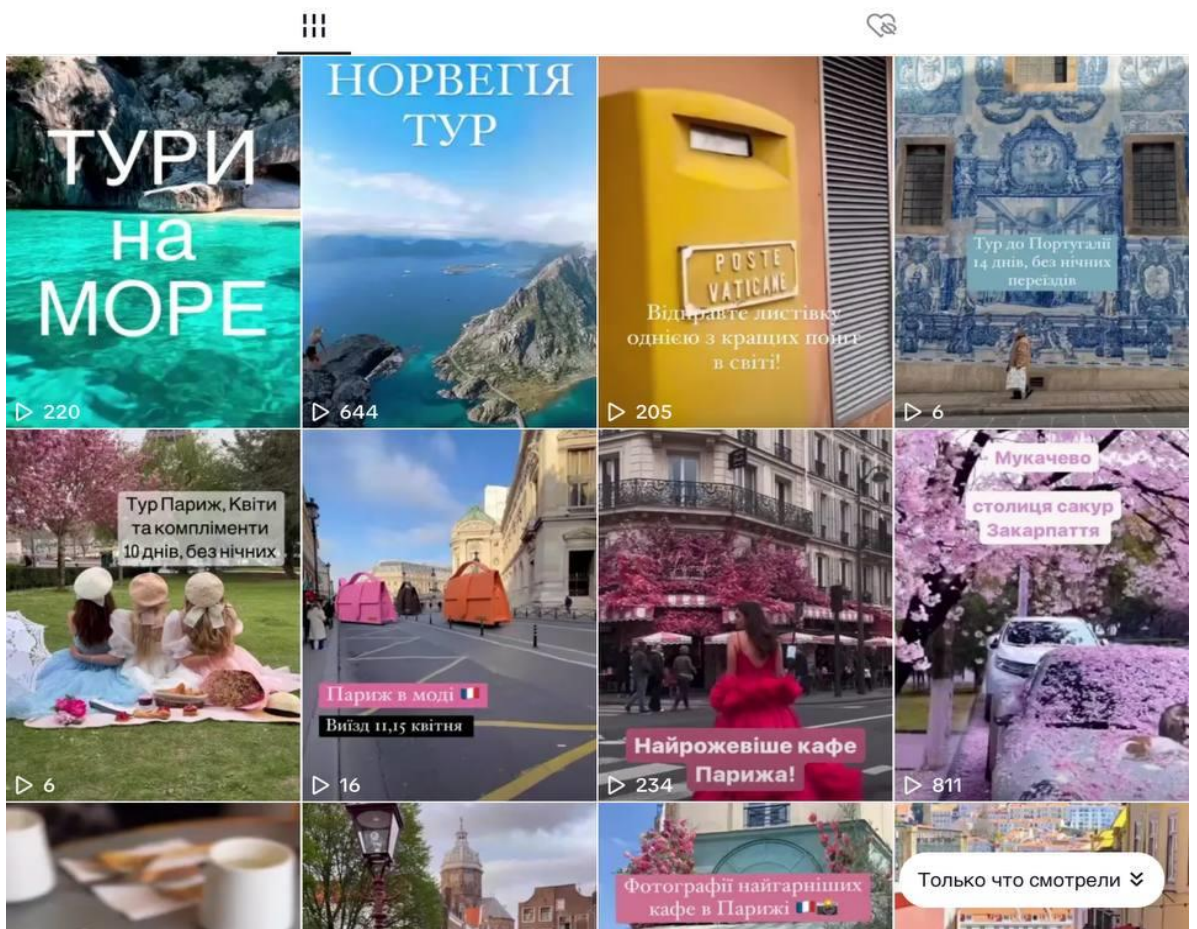 ТУРИ
на
МОРЕ
220
НОРВЕГІЯ
ТУР
644
POSTE
VATICANE
Відправте листівку
однією з кращих пошт
в світі!
205
Тур до Португалії
14 днів, без нічних
переїздів
6
Тур Париж, Квіти
та компліменти
10 днів, без нічних
6
Париж в моді
Виїзд 11,15 квітня
16
Найрожевіше кафе
Парижа!
234
Мукачево
столиця сакур
Закарпаття
811
Фотографії найгарніших
кафе в Парижі
Только что смотрели